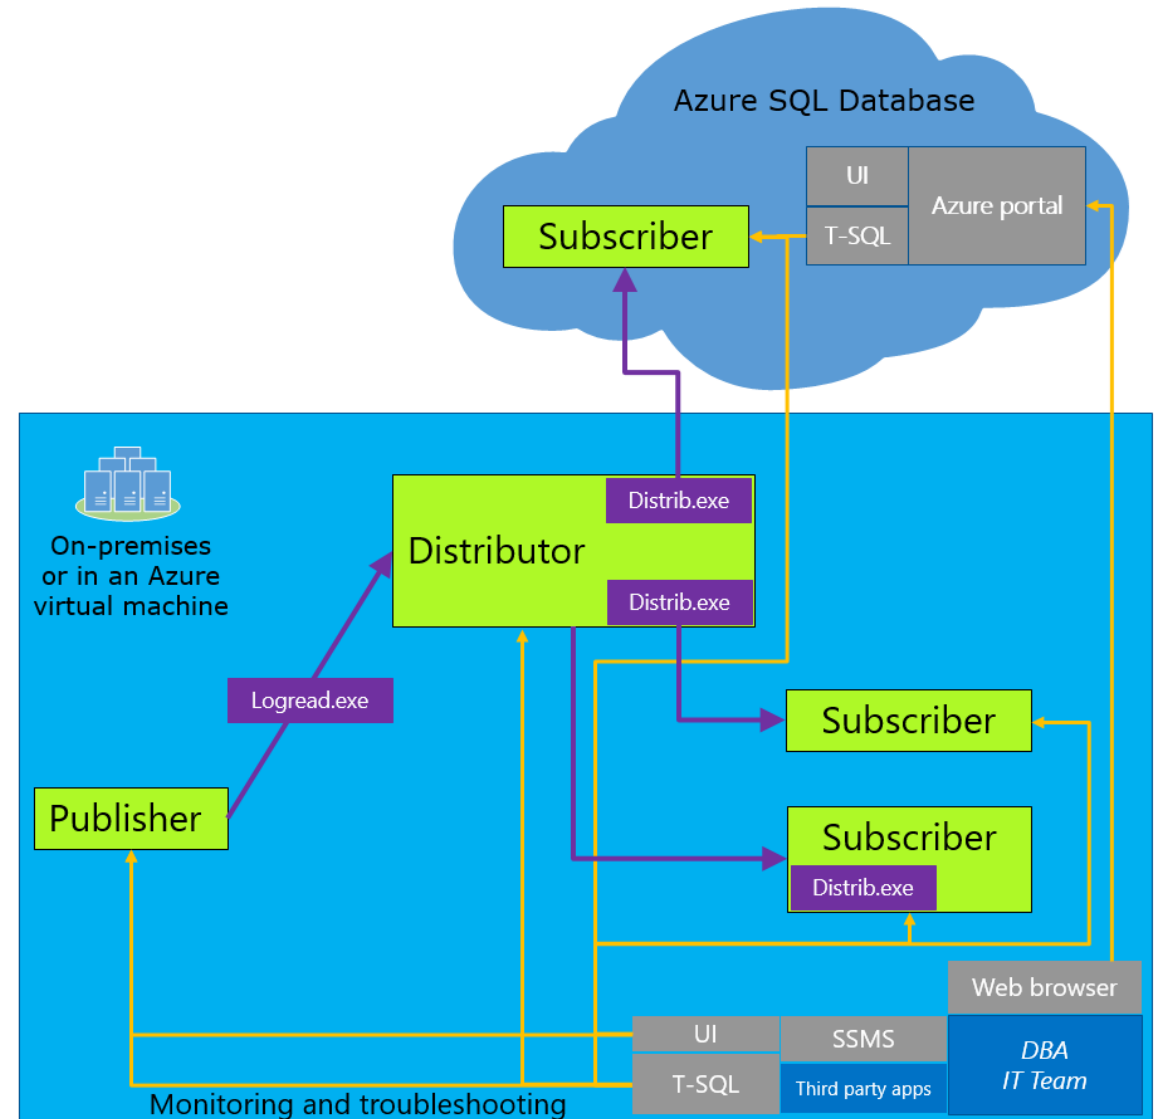 Azure SQL Database
UI
Azure portal
T-SQL
Subscriber
On-premises
or in an Azure
virtual machine
Distrib.exe
Distributor
Distrib.exe
Logread.exe
Subscriber
Publisher
Subscriber
Distrib.exe
Web browser
UI
SSMS
DBA
IT Team
T-SQL
Third party apps
Monitoring and troubleshooting